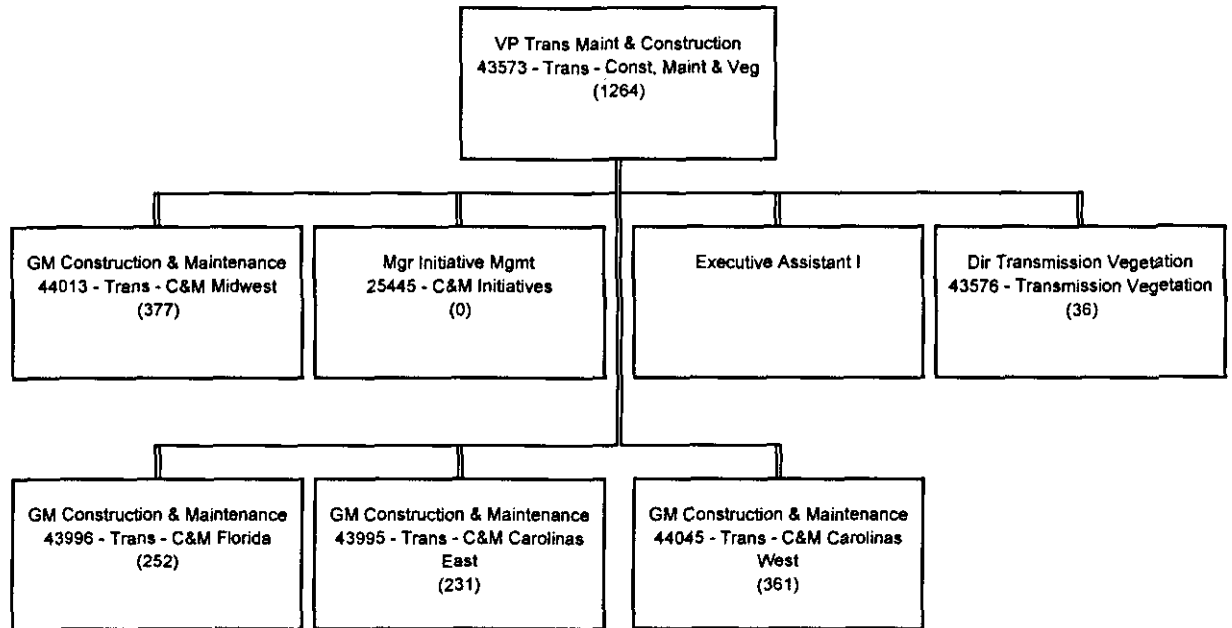 VP Trans Maint & Construction
43573 - Trans - Const, Maint & Veg
(1264)
GM Construction & Maintenance
44013 - Trans - C&M Midwest
(377)
Mgr Initiative Mgmt
25445 - C&M Initiatives
(0)
Executive Assistant I
Dir Transmission Vegetation
43576 - Transmission Vegetation
(36)
GM Construction & Maintenance
43996 - Trans - C&M Florida
(252)
GM Construction & Maintenance
43995 - Trans - C&M Carolinas
East
(231)
GM Construction & Maintenance
44045 - Trans - C&M Carolinas
West
(361)